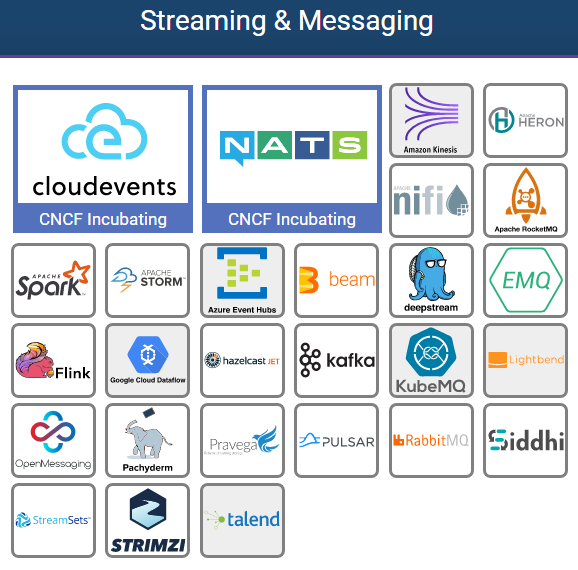 Streaming & Messaging
cloudevents
CNCF Incubating
NATS
CNCF Incubating
Amazon Kinesis
APACHE
HERON
APACHE
nifi
Apache RocketMQ
APACHE
Spark
APACHE
STORM
Azure Event Hubs
beam
deepstream
EMQ
Flink
Google Cloud Dataflow
hazelcast JET
kafka
KubeMQ
Lightbend
OpenMessaging
Pachyderm
Pravega
PULSAR
RabbitMQ
Siddhi
StreamSets
STRIMZI
talend